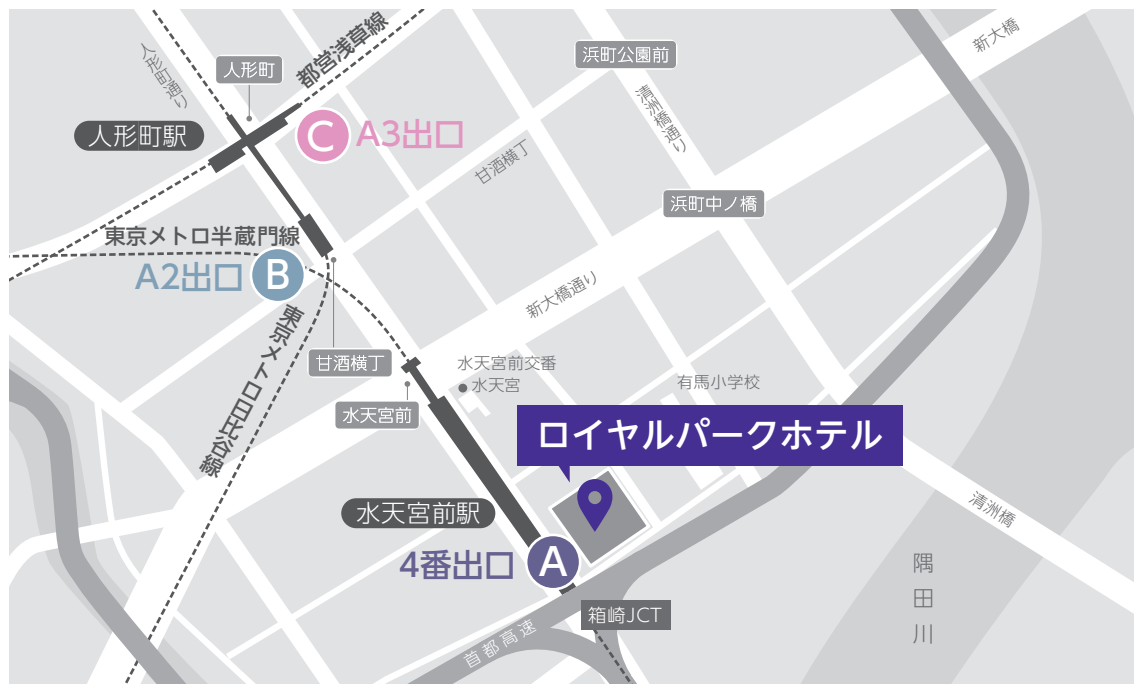 人形町通り
人形町
都営浅草線
浜町公園前
新大橋
人形町駅
C
A3出口
清洲橋通り
甘酒横丁
浜町中ノ橋
東京メトロ半蔵門線
A2出口
B
新大橋通り
東京メトロ日比谷線
甘酒横丁
水天宮前交番
水天宮
有馬小学校
水天宮前
ロイヤルパークホテル
水天宮前駅
清洲橋
4番出口
A
隅田川
箱崎JCT
首都高速